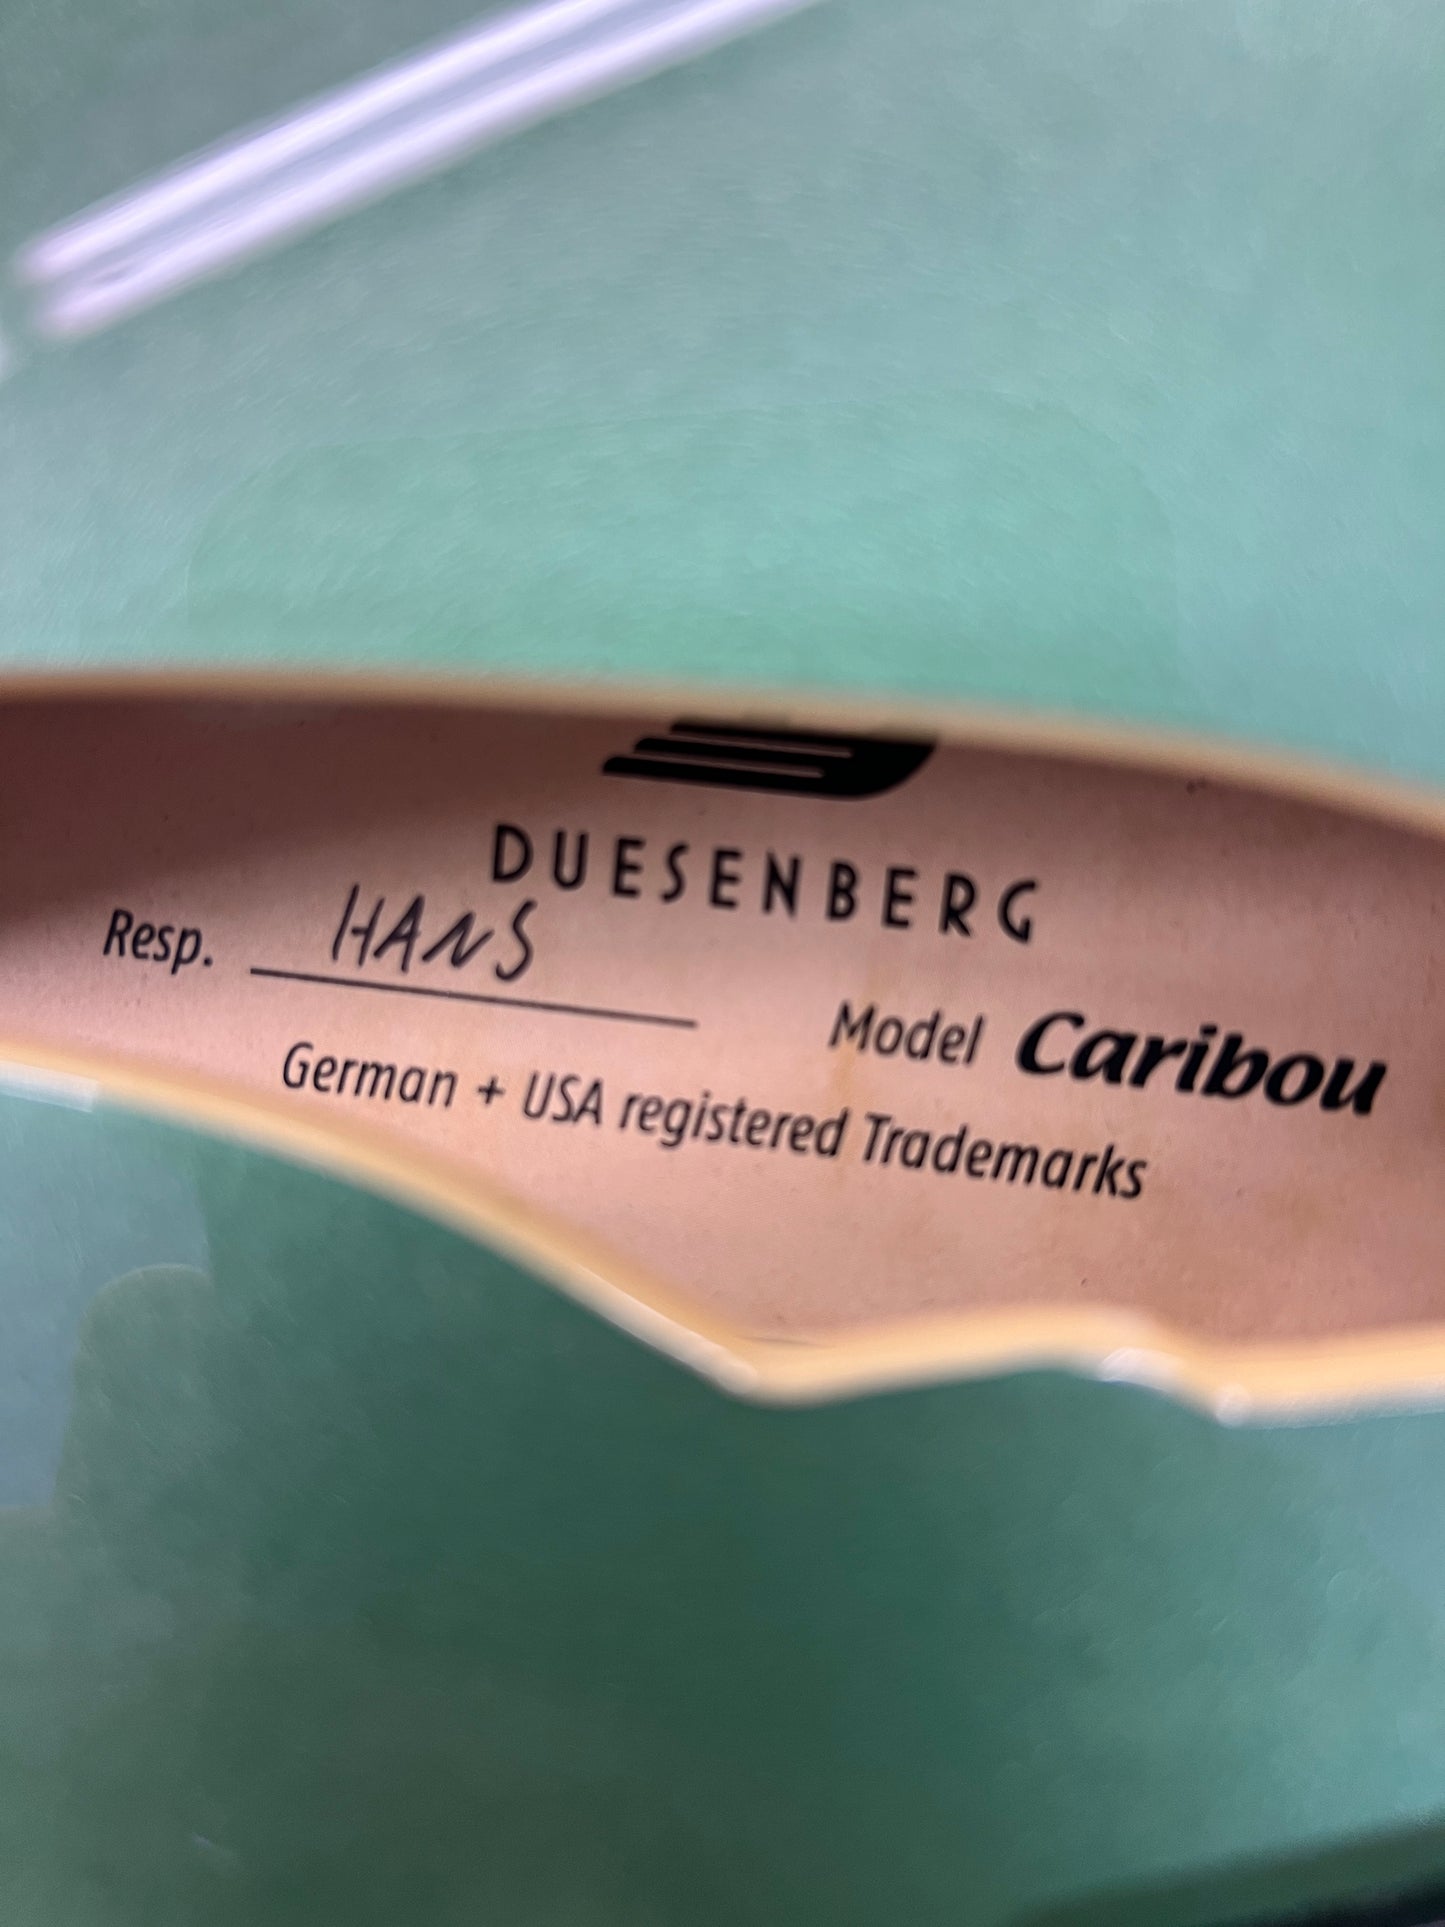 DUESENBERG
Resp. HANS Model Caribou
German + USA registered Trademarks